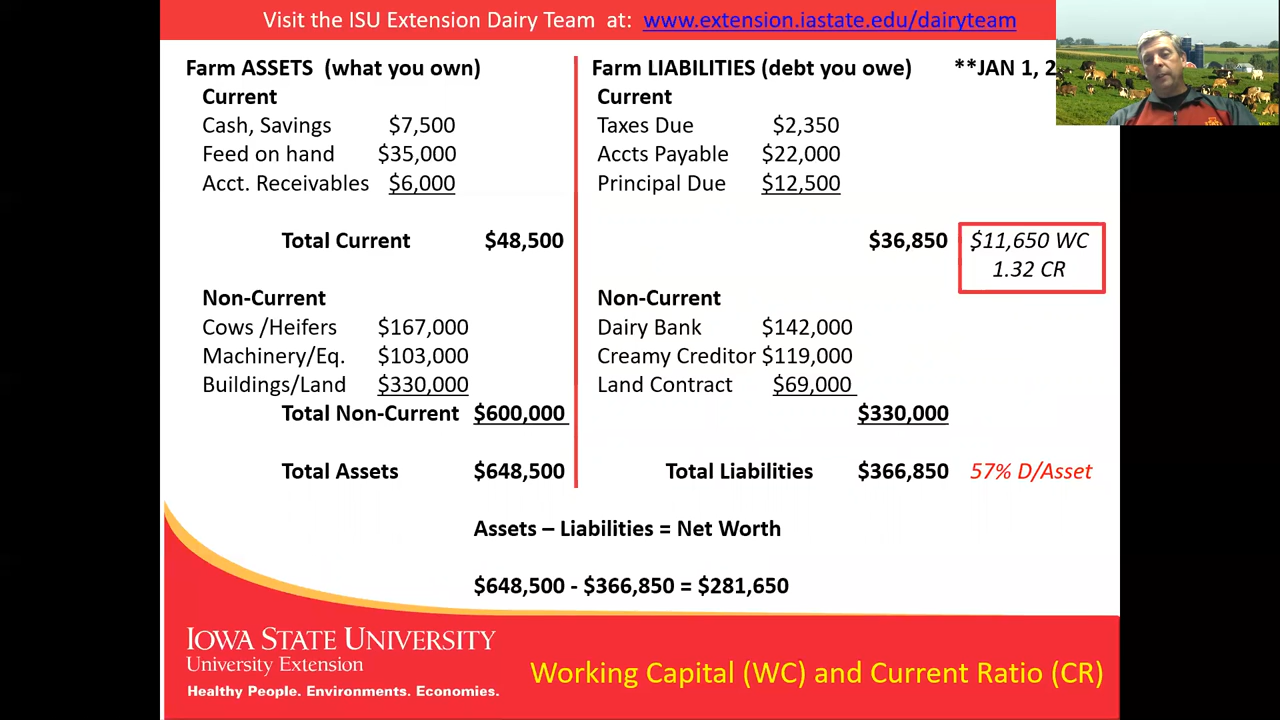 Visit the ISU Extension Dairy Team at: www.extension.iastate.edu/dairyteam
Farm ASSETS (what you own)
Current
Cash, Savings $7,500
Feed on hand $35,000
Acct. Receivables $6,000
Total Current $48,500
Non-Current
Cows /Heifers $167,000
Machinery/Eq. $103,000
Buildings/Land $330,000
Total Non-Current $600,000
Total Assets $648,500
Farm LIABILITIES (debt you owe) **JAN 1, 2
Current
Taxes Due $2,350
Accts Payable $22,000
Principal Due $12,500
$36,850
$11,650 WC
1.32 CR
Non-Current
Dairy Bank $142,000
Creamy Creditor $119,000
Land Contract $69,000
$330,000
Total Liabilities $366,850 57% D/Asset
Assets – Liabilities = Net Worth
$648,500 - $366,850 = $281,650
IOWA STATE UNIVERSITY
University Extension
Healthy People. Environments. Economies.
Working Capital (WC) and Current Ratio (CR)